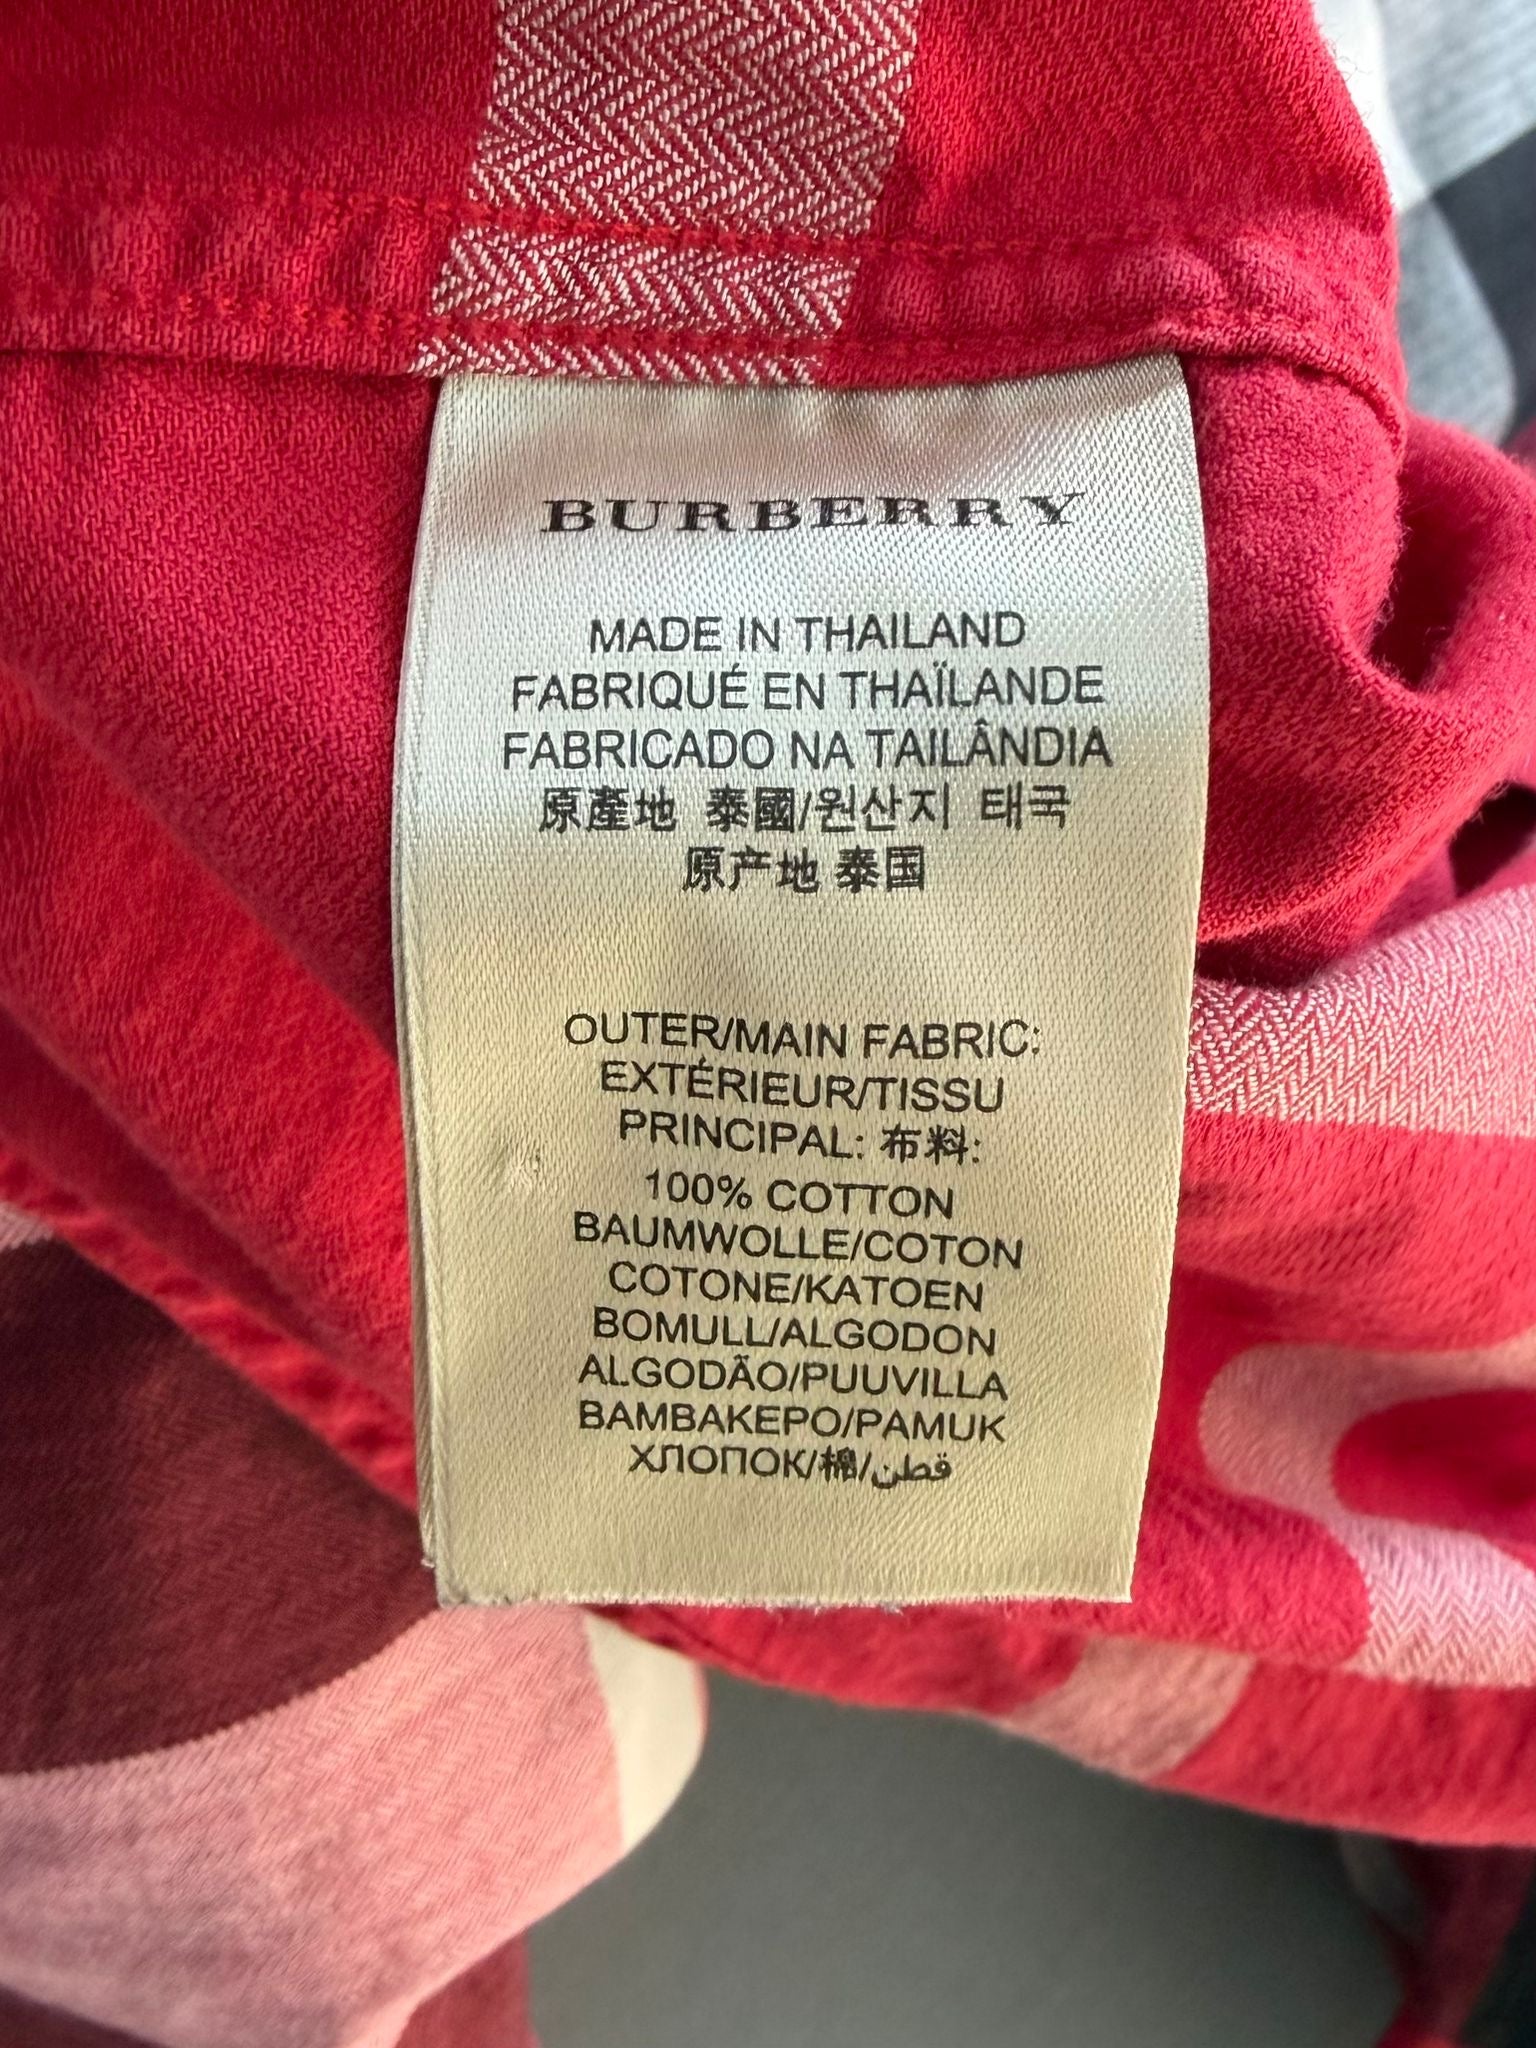 BURBERRY
MADE IN THAILAND
FABRIQUÉ EN THAÏLANDE
FABRICADO NA TAILÂNDIA
原產地 泰國/원산지 태국
原产地 泰国
OUTER/MAIN FABRIC:
EXTÉRIEUR/TISSU
PRINCIPAL: 布料:
100% COTTON
BAUMWOLLE/COTON
COTONE/KATOEN
BOMULL/ALGODON
ALGODÃO/PUUVILLA
ΒΑΜΒΑΚΕΡΟ/PAMUK
ХЛОПОК/棉/قطن